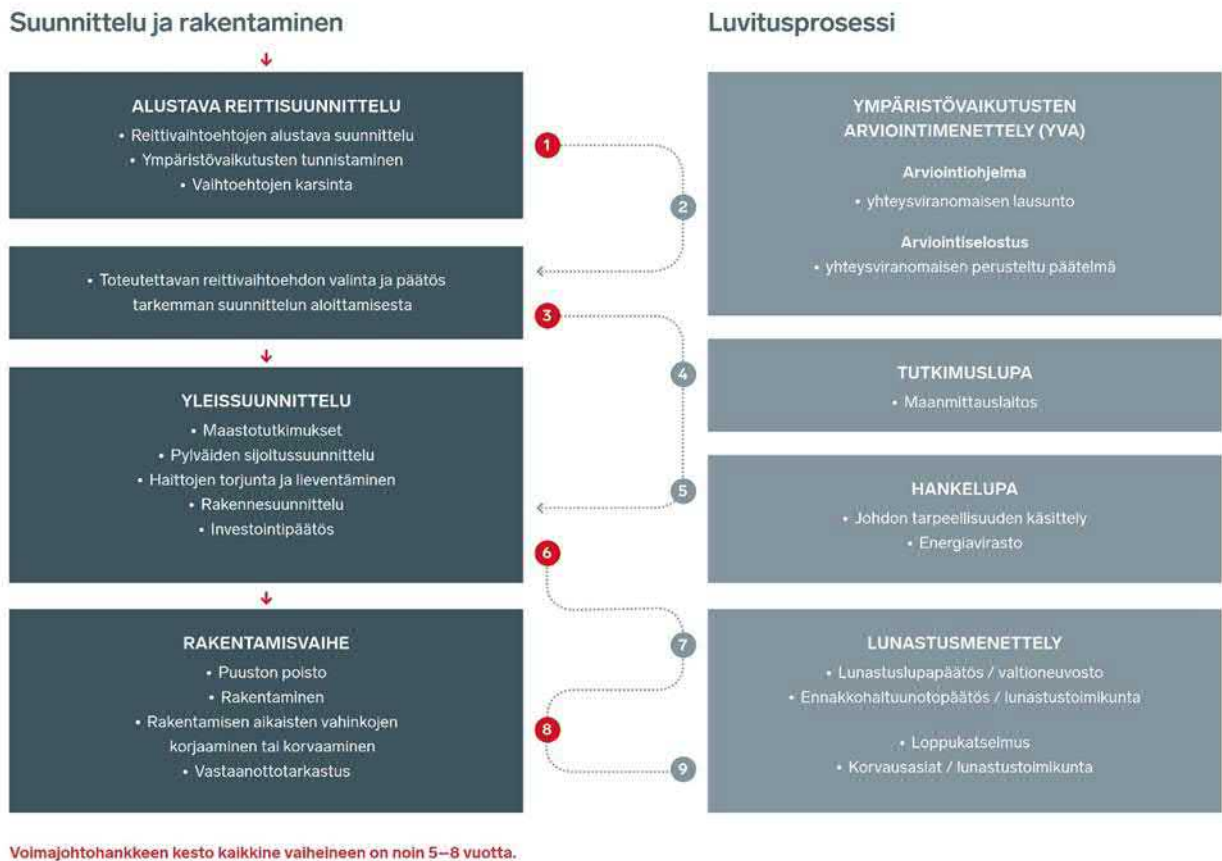 Suunnittelu ja rakentaminen
ALUSTAVA REITTISUUNNITTELU
• Reittivaihtoehtojen alustava suunnittelu
• Ympäristövaikutusten tunnistaminen
• Vaihtoehtojen karsinta
• Toteutettavan reittivaihtoehdon valinta ja päätös
tarkemman suunnittelun aloittamisesta
YLEISSUUNNITTELU
• Maastotutkimukset
• Pylväiden sijoitussuunnittelu
• Haittojen torjunta ja lieventäminen
• Rakennesuunnittelu
• Investointipäätös
RAKENTAMISVAIHE
• Puuston poisto
• Rakentaminen
• Rakentamisen aikaisten vahinkojen
korjaaminen tai korvaaminen
• Vastaanottotarkastus
1
2
3
4
5
6
7
8
9
Luvitusprosessi
YMPÄRISTÖVAIKUTUSTEN
ARVIOINTIMENETTELY (YVA)
Arviointiohjelma
• yhteysviranomaisen lausunto
Arviointiselostus
• yhteysviranomaisen perusteltu päätelmä
TUTKIMUSLUPA
• Maanmittauslaitos
HANKELUPA
• Johdon tarpeellisuuden käsittely
• Energiavirasto
LUNASTUSMENETTELY
• Lunastuslupapäätös / valtioneuvosto
• Ennakkohaltuunotopäätös / lunastustoimikunta
• Loppukatselmus
• Korvausasiat / lunastustoimikunta
Voimajohtohankkeen kesto kaikkine vaiheineen on noin 5–8 vuotta.